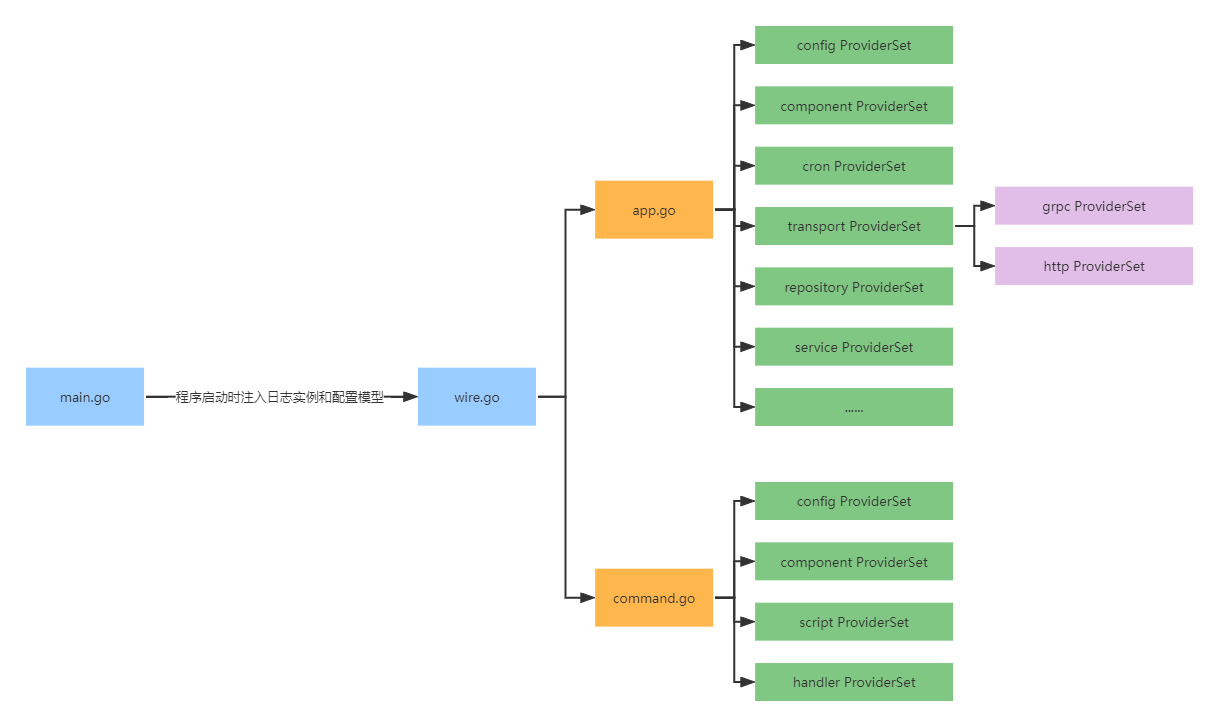 main.go
程序启动时注入日志实例和配置模型
wire.go
app.go
config ProviderSet
component ProviderSet
cron ProviderSet
transport ProviderSet
grpc ProviderSet
http ProviderSet
repository ProviderSet
service ProviderSet
......
command.go
config ProviderSet
component ProviderSet
script ProviderSet
handler ProviderSet